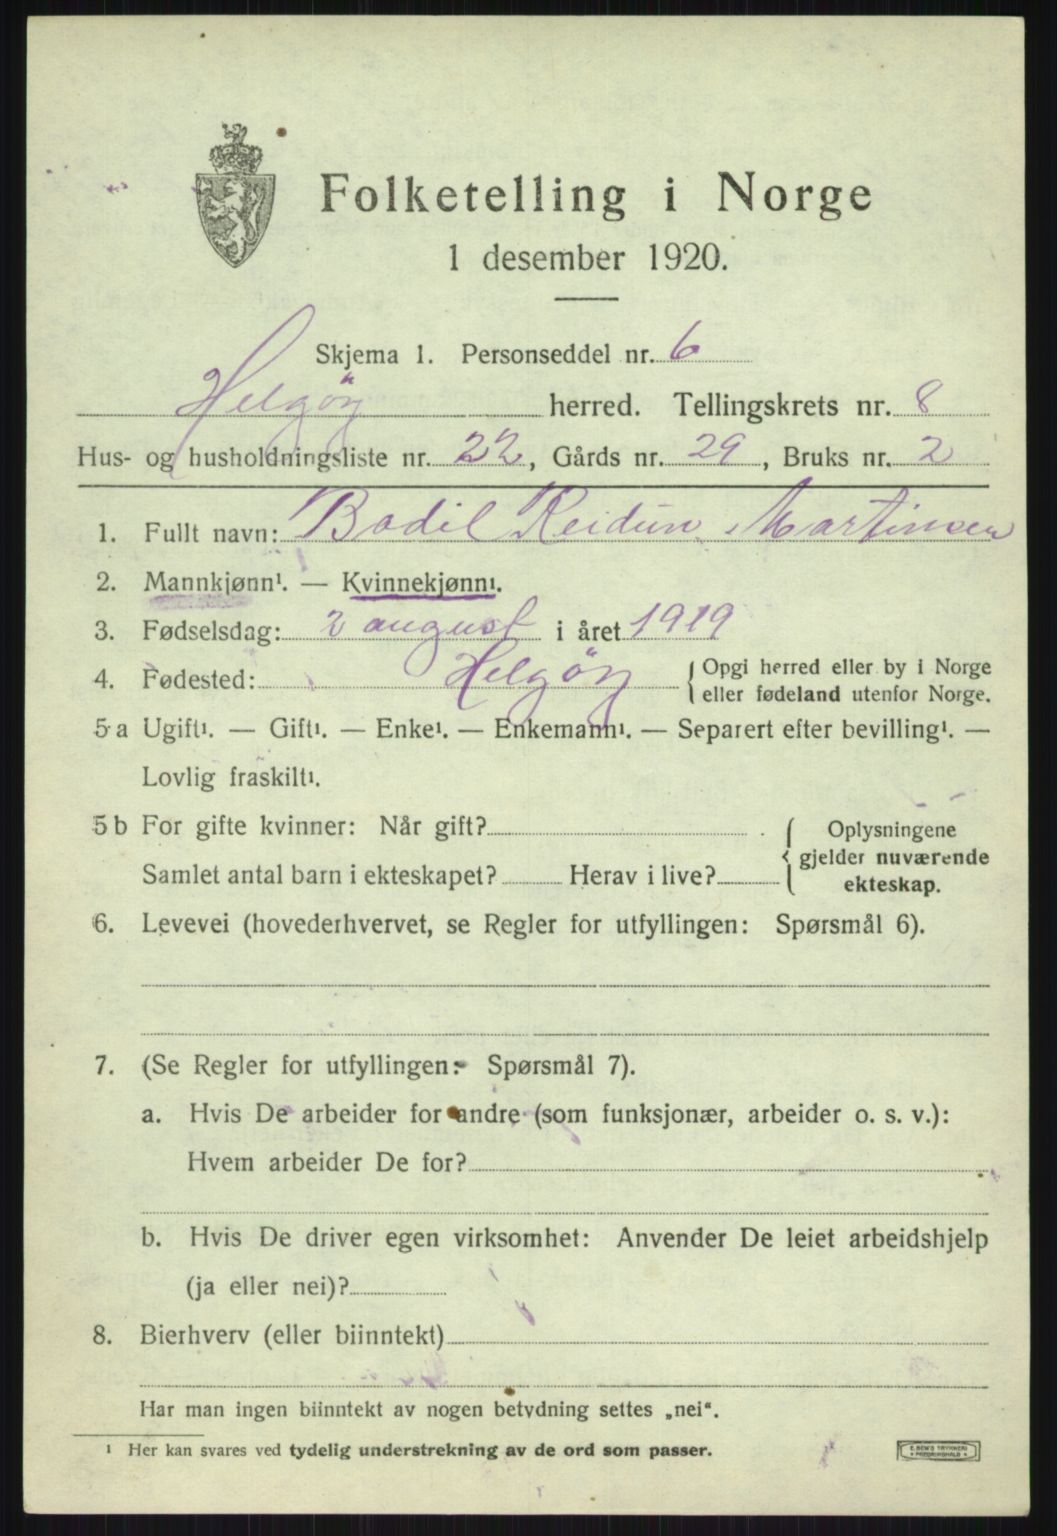 Folketelling i Norge
1 desember 1920.
Skjema 1. Personseddel nr. 6
Helgöy herred. Tellingskrets nr. 8
Hus- og husholdningsliste nr. 22, Gårds nr. 29, Bruks nr. 2
1. Fullt navn: Bodil Reidun Martinsen
2. Mannkjønn¹. — Kvinnekjønn¹.
3. Fødselsdag: 2 august i året 1919
4. Fødested: Helgöy { Opgi herred eller by i Norge
eller fødeland utenfor Norge.
5 a Ugift¹. — Gift¹. — Enke¹. — Enkemann¹. — Separert efter bevilling¹. —
Lovlig fraskilt¹.
5 b For gifte kvinner: Når gift? { Oplysningene
gjelder nuværende
Samlet antal barn i ekteskapet? Herav i live? ekteskap.
6. Levevei (hovederhvervet, se Regler for utfyllingen: Spørsmål 6).
7. (Se Regler for utfyllingen: Spørsmål 7).
a. Hvis De arbeider for andre (som funksjonær, arbeider o. s. v.):
Hvem arbeider De for?
b. Hvis De driver egen virksomhet: Anvender De leiet arbeidshjelp
(ja eller nei)?
8. Bierhverv (eller biinntekt)
Har man ingen biinntekt av nogen betydning settes „nei“.
¹ Her kan svares ved tydelig understrekning av de ord som passer.
E. SEM'S TRYKKERI
FREDRIKSHALD